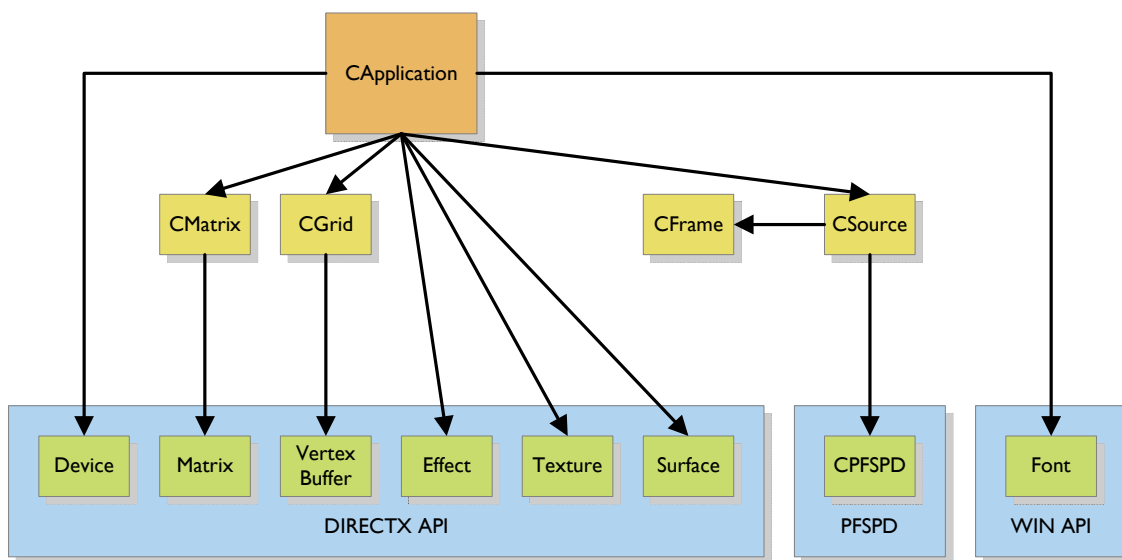 CApplication
CMatrix
CGrid
CFrame
CSource
Device
Matrix
Vertex
Buffer
Effect
Texture
Surface
CPFSPD
Font
DIRECTX API
PFSPD
WIN API